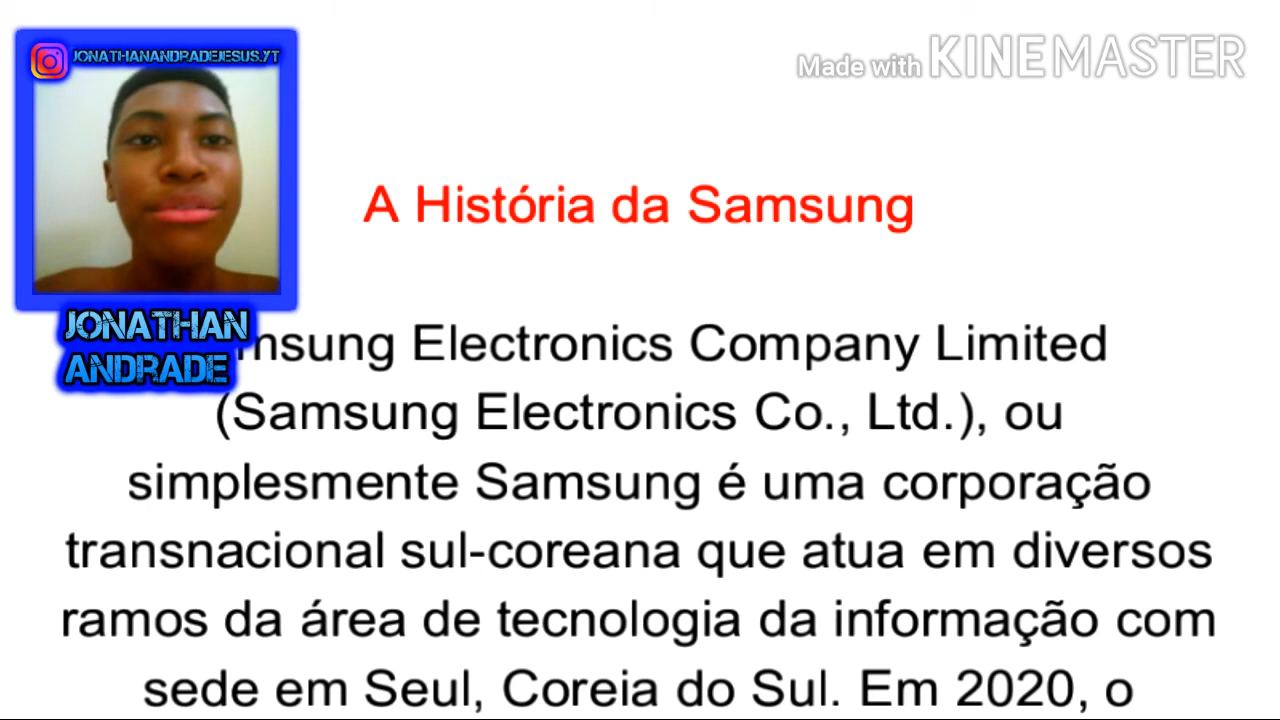 JONATHANANDRADEJESUS.YT
Made with KINEMASTER
A História da Samsung
JONATHAN
ANDRADE
msung Electronics Company Limited
(Samsung Electronics Co., Ltd.), ou
simplesmente Samsung é uma corporação
transnacional sul-coreana que atua em diversos
ramos da área de tecnologia da informação com
sede em Seul, Coreia do Sul. Em 2020, o